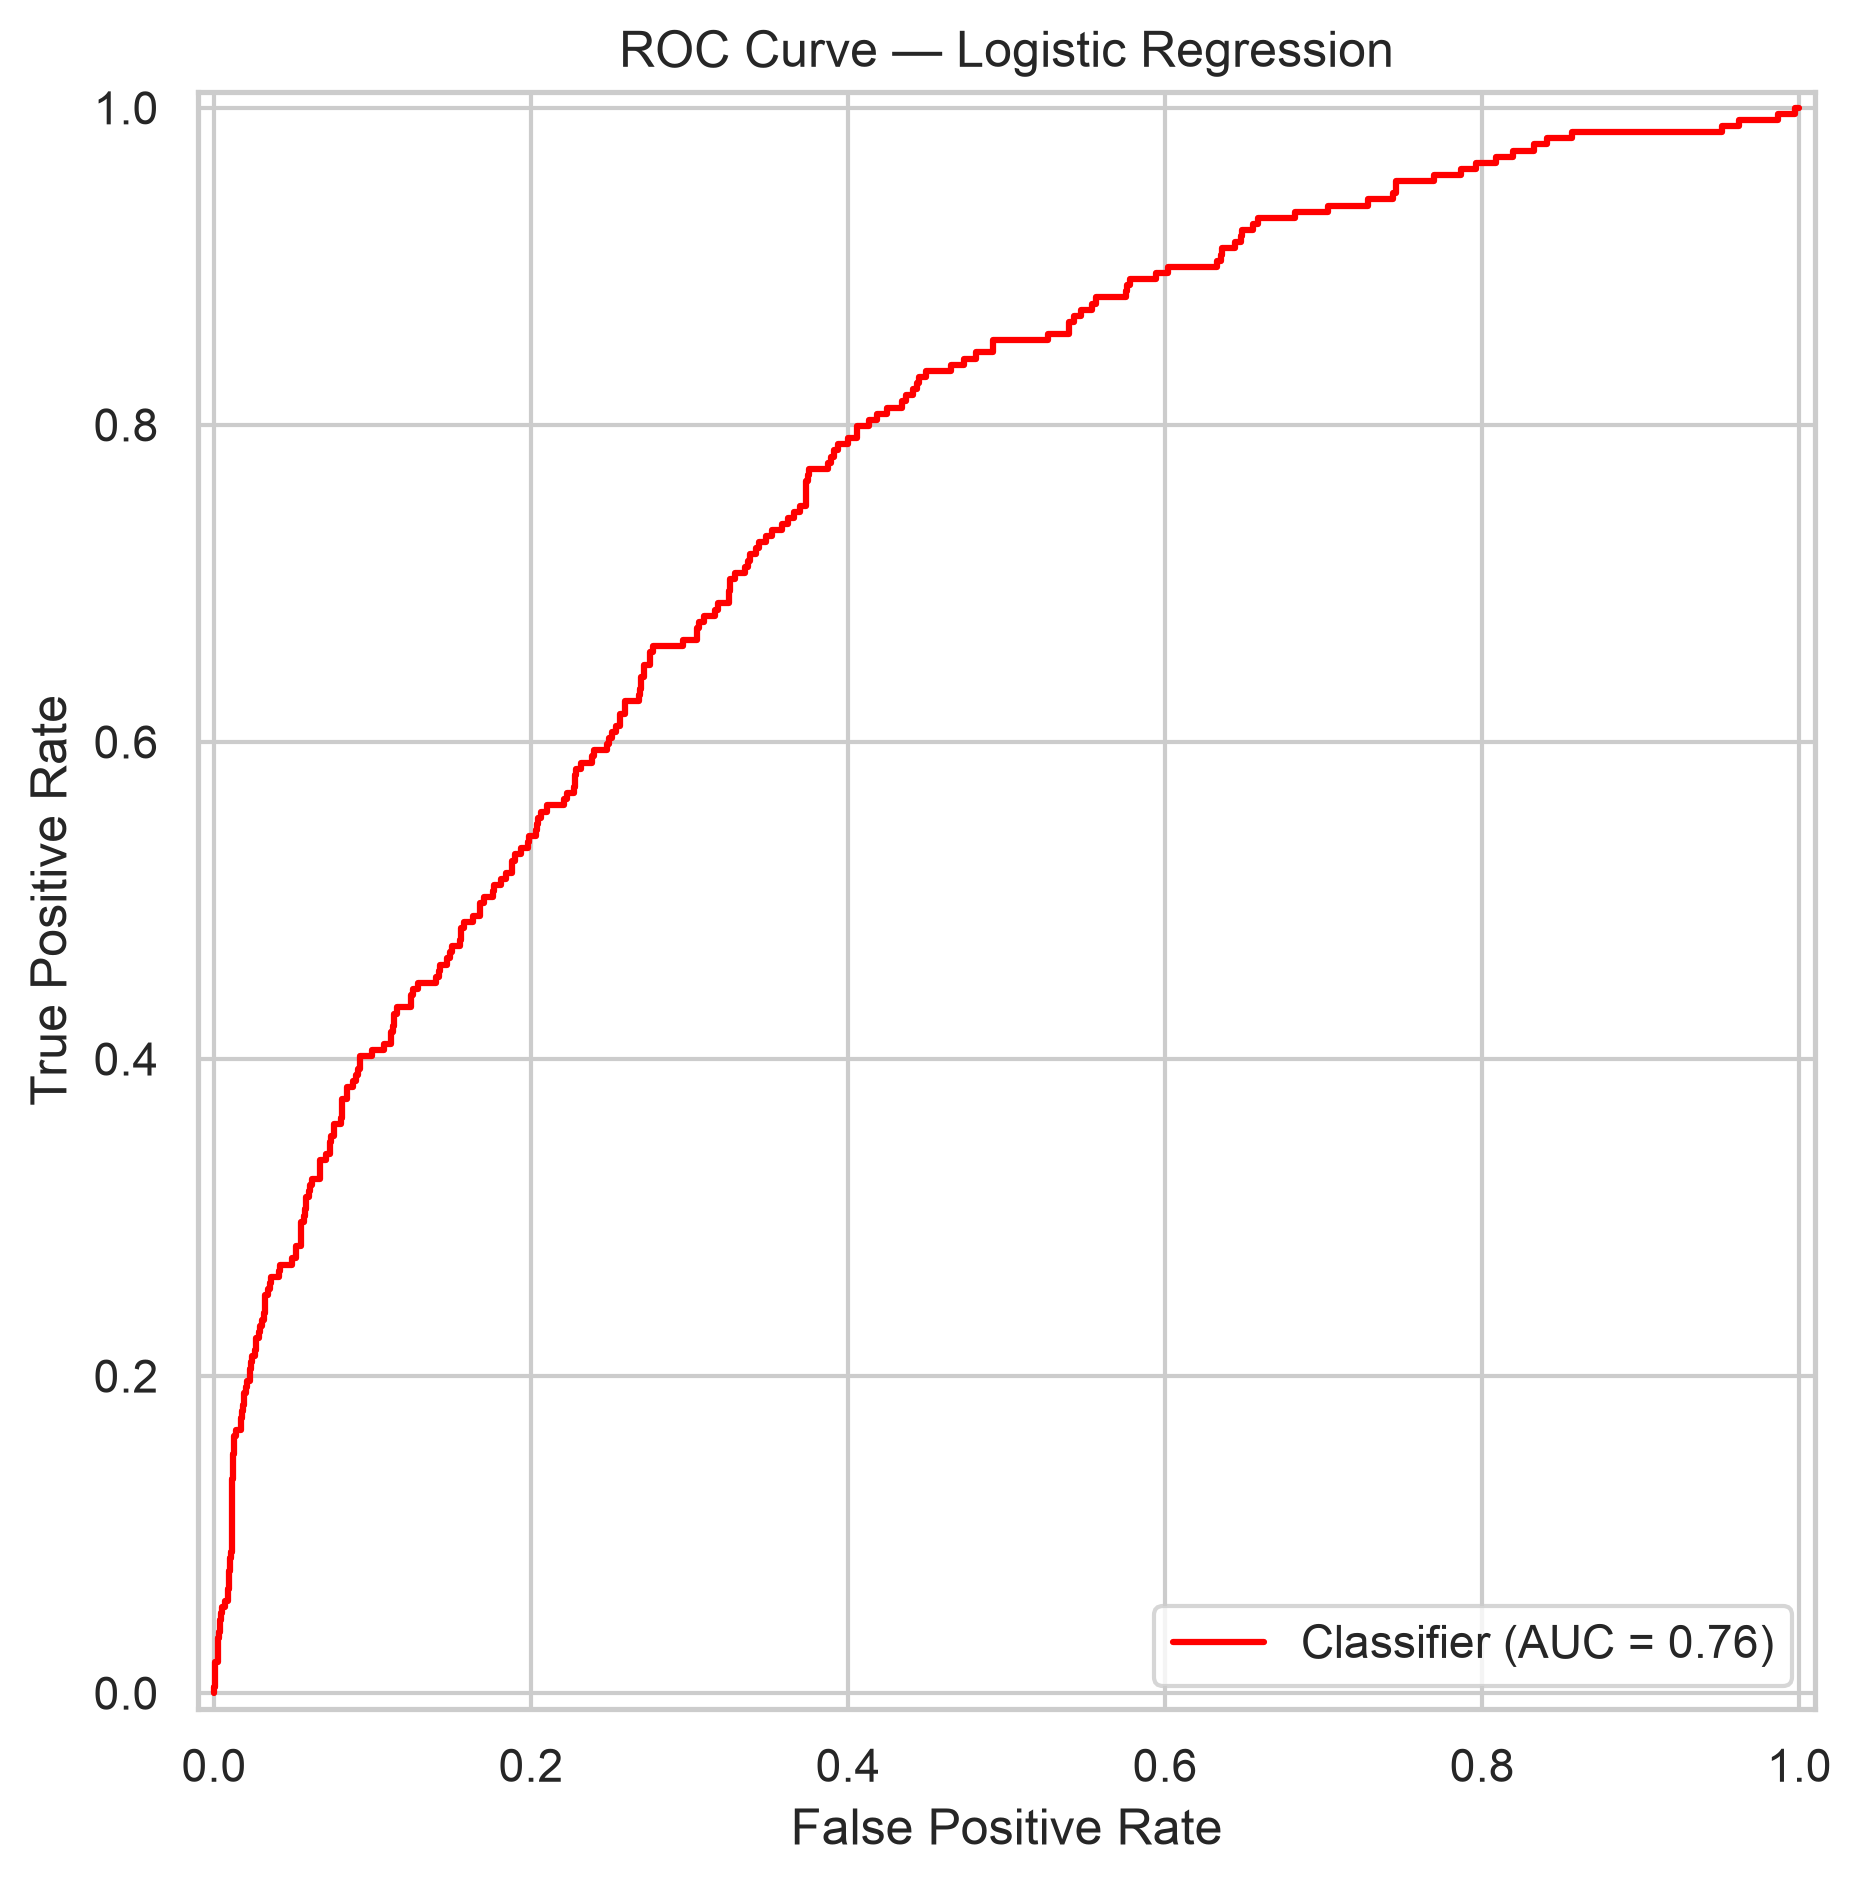 ROC Curve — Logistic Regression
1.0
0.8
0.6
0.4
0.2
0.0
True Positive Rate
Classifier (AUC = 0.76)
0.0 0.2 0.4 0.6 0.8 1.0
False Positive Rate